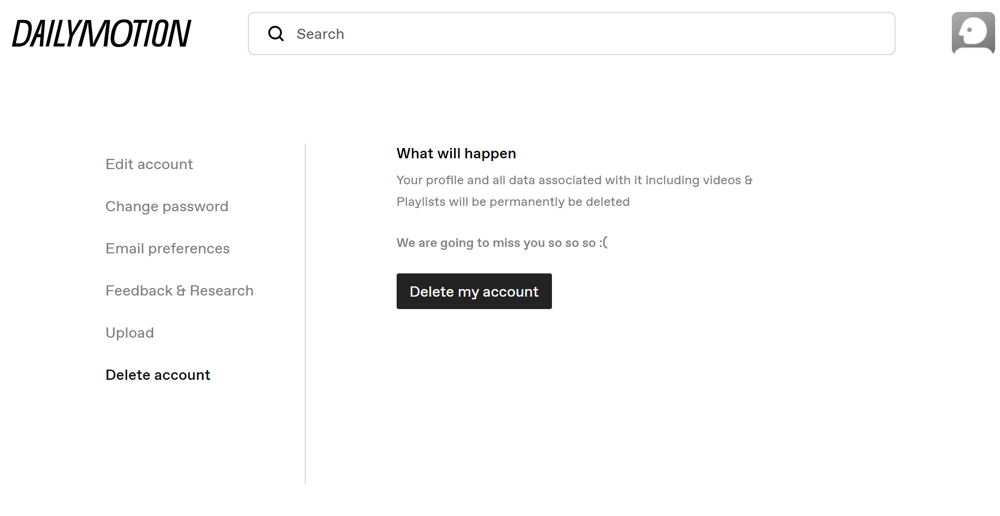 DAILYMOTION
Search
Edit account
Change password
Email preferences
Feedback & Research
Upload
Delete account
What will happen
Your profile and all data associated with it including videos &
Playlists will be permanently be deleted
We are going to miss you so so so :(
Delete my account